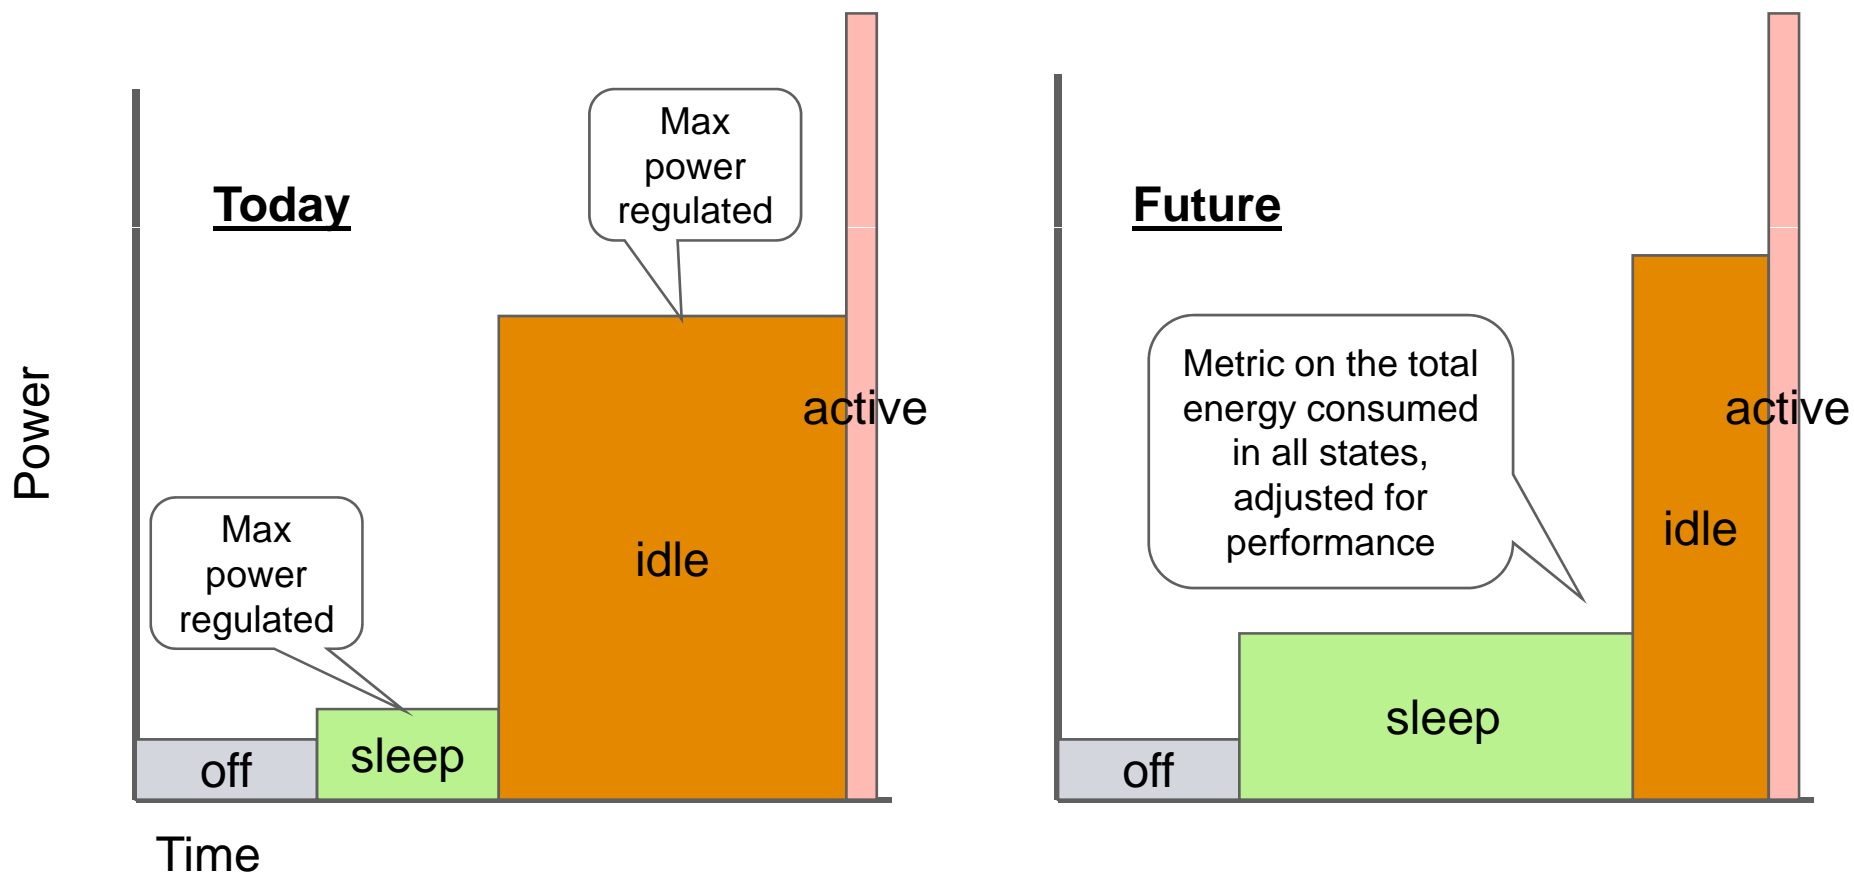 Today
Max
power
regulated
Max
power
regulated
off
sleep
idle
active
Power
Time
Future
Metric on the total
energy consumed
in all states,
adjusted for
performance
off
sleep
idle
active